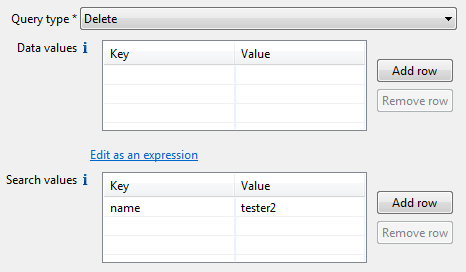 Query type * Delete
Data values i Key Value Add row
Remove row
Edit as an expression
Search values i Key Value Add row
name tester2
Remove row